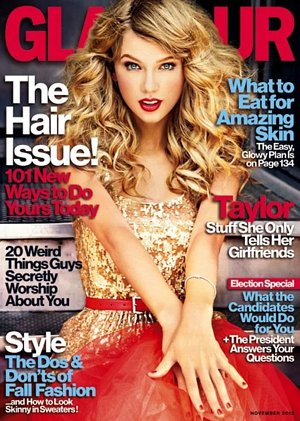 GLAMOUR
The
Hair
Issue!
101 New
Ways to Do
Yours Today
What to
Eat for
Amazing
Skin
The Easy,
Glowy Plan Is
on Page 134
Taylor
Stuff She Only
Tells Her
Girlfriends
20 Weird
Things Guys
Secretly
Worship
About You
Election Special
What the
Candidates
Would Do
— for You —
+The President
Answers Your
Questions
Style
The Dos &
Don'ts of
Fall Fashion
...and How to Look
Skinny in Sweaters!
NOVEMBER 2012